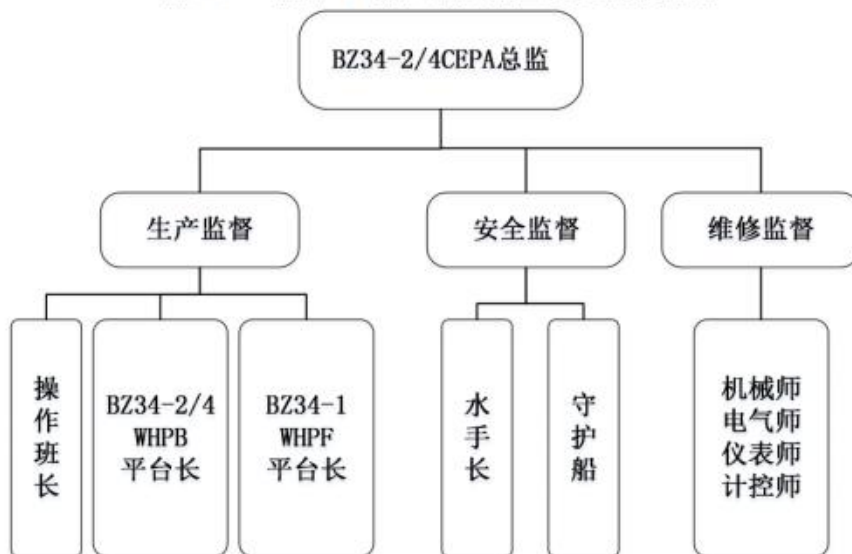 BZ34-2/4CEPA总监
生产监督
安全监督
维修监督
操
作
班
长
BZ34-2/4
WHPB
平台长
BZ34-1
WHPF
平台长
水
手
长
守
护
船
机械师
电气师
仪表师
计控师